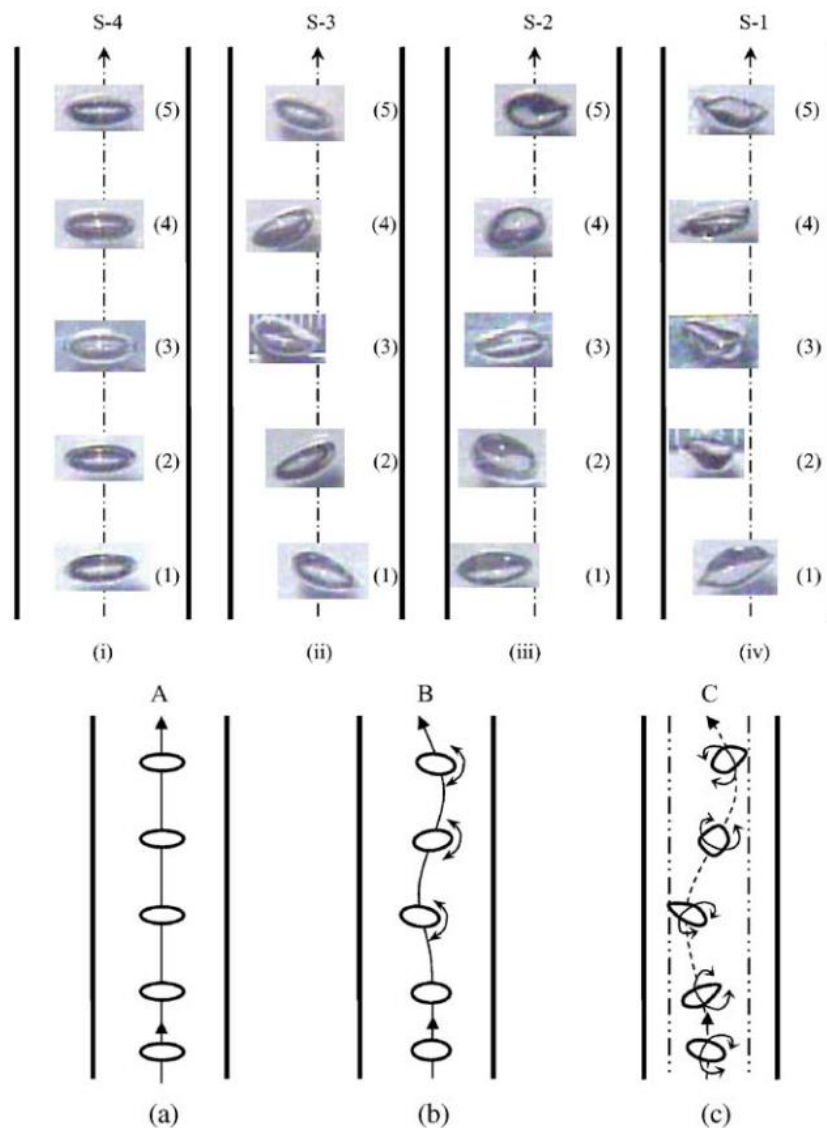 S-4 S-3 S-2 S-1
(5) (5) (5) (5)
(4) (4) (4) (4)
(3) (3) (3) (3)
(2) (2) (2) (2)
(1) (1) (1) (1)
(i) (ii) (iii) (iv)
A B C
(a) (b) (c)